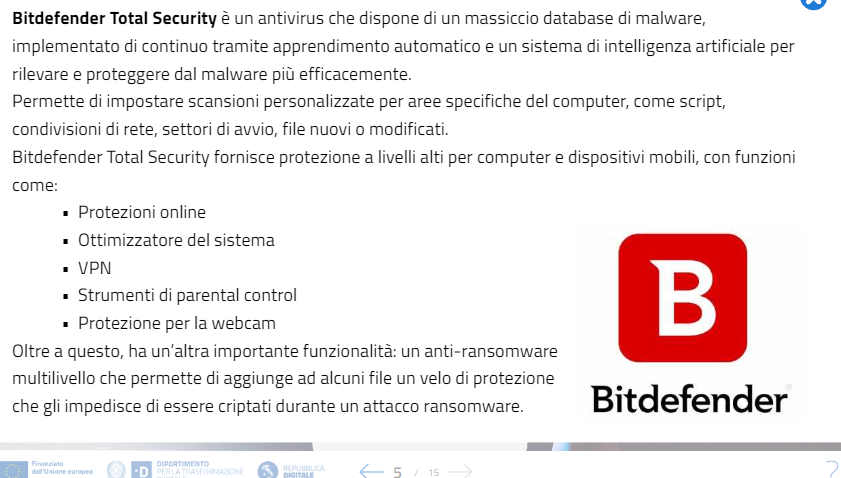 Bitdefender Total Security è un antivirus che dispone di un massiccio database di malware,
implementato di continuo tramite apprendimento automatico e un sistema di intelligenza artificiale per
rilevare e proteggere dal malware più efficacemente.
Permette di impostare scansioni personalizzate per aree specifiche del computer, come script,
condivisioni di rete, settori di avvio, file nuovi o modificati.
Bitdefender Total Security fornisce protezione a livelli alti per computer e dispositivi mobili, con funzioni
come:
▪ Protezioni online
▪ Ottimizzatore del sistema
▪ VPN
▪ Strumenti di parental control
▪ Protezione per la webcam
Oltre a questo, ha un’altra importante funzionalità: un anti-ransomware
multilivello che permette di aggiunge ad alcuni file un velo di protezione
che gli impedisce di essere criptati durante un attacco ransomware.
B
Bitdefender
Finanziato
dall'Unione europea
D
DIPARTIMENTO
PER LA TRASFORMAZIONE
REPUBBLICA
DIGITALE
5 / 15
?